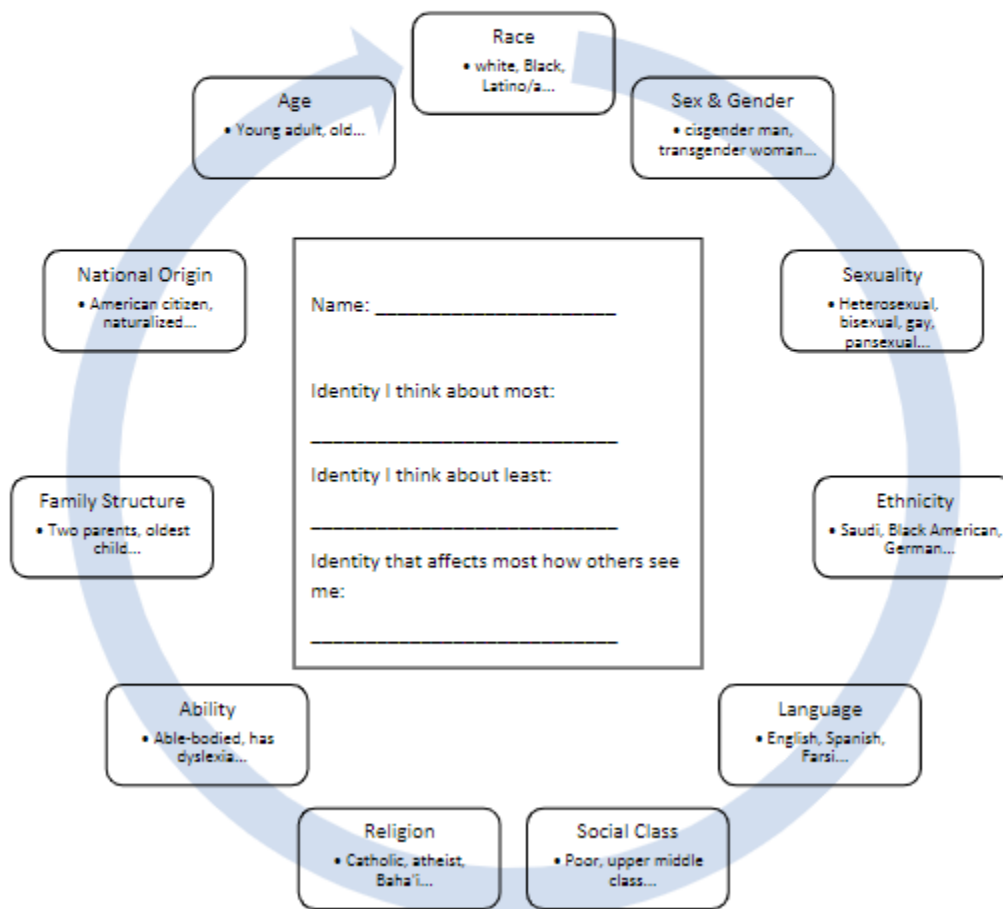 Race
• white, Black,
Latino/a...
Sex & Gender
• cisgender man,
transgender woman...
Sexuality
• Heterosexual,
bisexual, gay,
pansexual...
Ethnicity
• Saudi, Black American,
German...
Language
• English, Spanish,
Farsi...
Social Class
• Poor, upper middle
class...
Religion
• Catholic, atheist,
Baha'i...
Ability
• Able-bodied, has
dyslexia...
Family Structure
• Two parents, oldest
child...
National Origin
• American citizen,
naturalized...
Age
• Young adult, old...
Name: ______________________
Identity I think about most:
____________________________
Identity I think about least:
____________________________
Identity that affects most how others see
me:
____________________________